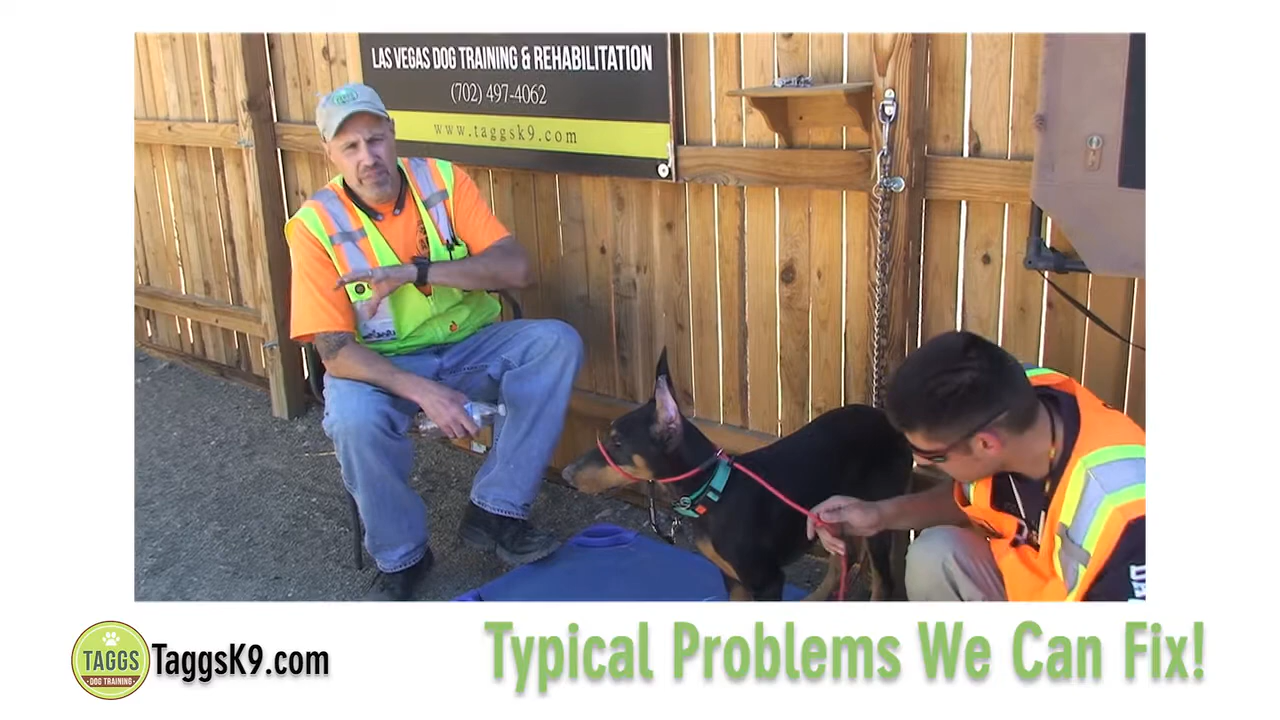 LAS VEGAS DOG TRAINING & REHABILITATION
(702) 497-4062
www.taggsk9.com
TAGGS
DOG TRAINING
TaggsK9.com
Typical Problems We Can Fix!